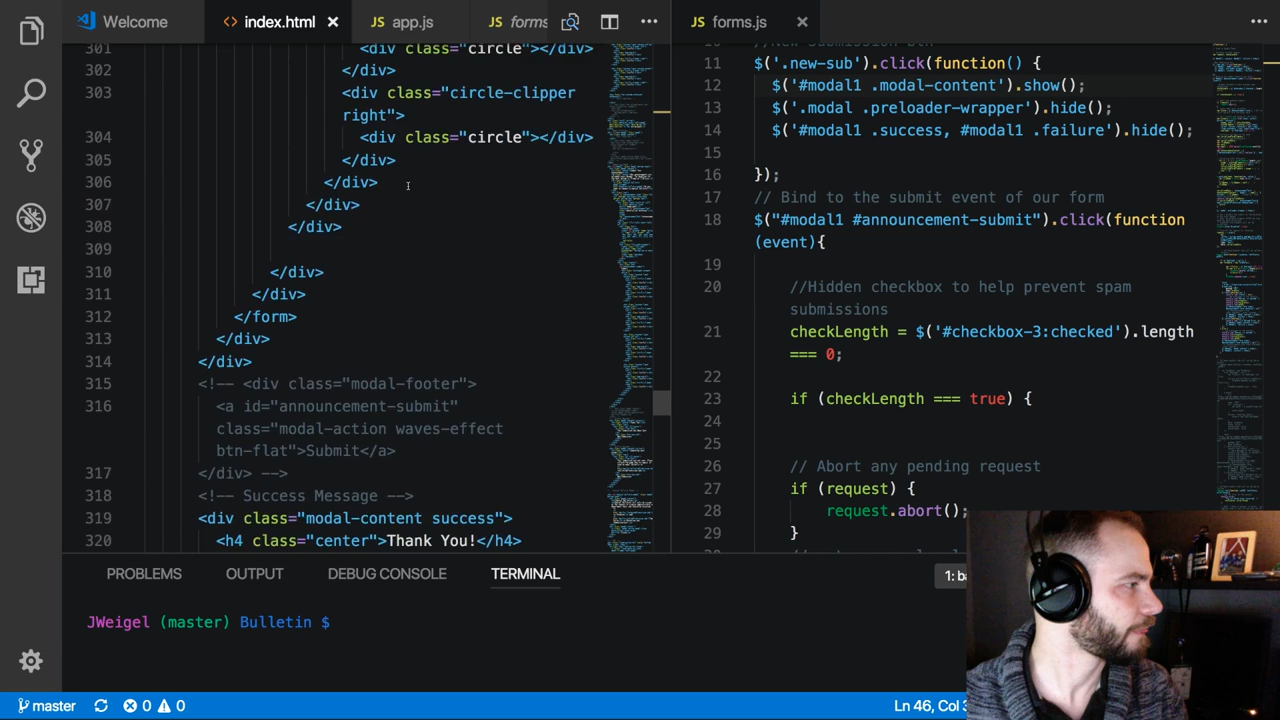 Welcome
index.html
app.js
forms
forms.js
301 <div class="circle"></div>
302 </div>
303 <div class="circle-clipper
right">
304 <div class="circle"></div>
305 </div>
306 </div>
307 </div>
308 </div>
309
310 </div>
311 </div>
312 </form>
313 </div>
314 </div>
315 <!-- <div class="modal-footer">
316 <a id="announcement-submit"
class="modal-action waves-effect
btn-flat">Submit</a>
317 </div> -->
318 <!-- Success Message -->
319 <div class="modal-content success">
320 <h4 class="center">Thank You!</h4>
11 $('.new-sub').click(function() {
12 $('#modal1 .modal-content').show();
13 $('.modal .preloader-wrapper').hide();
14 $('#modal1 .success, #modal1 .failure').hide();
15
16 });
17 // Bind to the submit event of our form
18 $("#modal1 #announcement-submit").click(function
(event){
19
20 //Hidden checkbox to help prevent spam
submissions
21 checkLength = $('#checkbox-3:checked').length
=== 0;
22
23 if (checkLength === true) {
24
25
26 // Abort any pending request
27 if (request) {
28 request.abort();
29 }
PROBLEMS
OUTPUT
DEBUG CONSOLE
TERMINAL
JWeigel (master) Bulletin $
master
0
0
Ln 46,